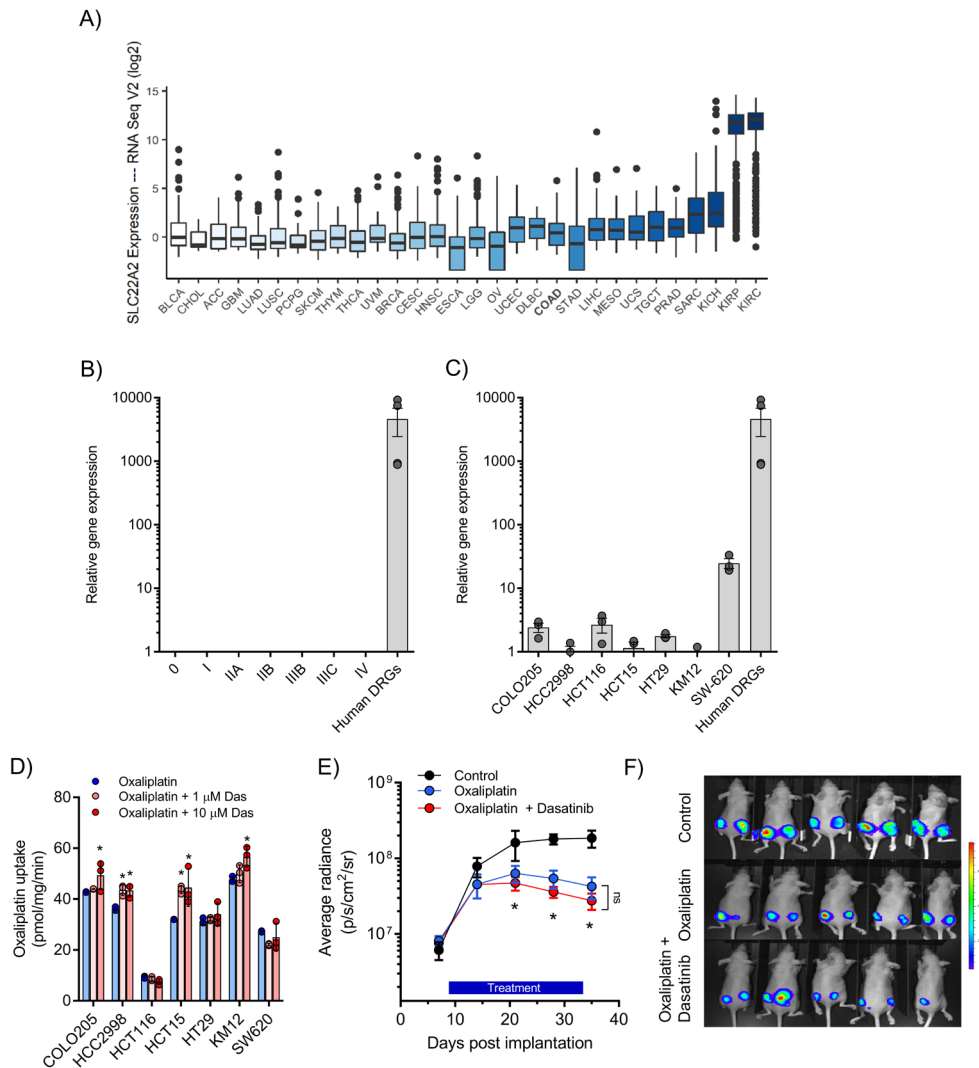 A)
SLC22A2 Expression --- RNA Seq V2 (log2)
15
10
5
0
BLCA
CHOL
ACC
GBM
LUAD
LUSC
PCPG
SKCM
THYM
THCA
UVM
BRCA
CESC
HNSC
ESCA
LGG
OV
UCEC
DLBC
COAD
STAD
LIHC
MESO
UCS
TGCT
PRAD
SARC
KICH
KIRP
KIRC
B)
Relative gene expression
10000
1000
100
10
1
0
I
IIA
IIB
IIIB
IIIC
IV
Human DRGs
C)
Relative gene expression
10000
1000
100
10
1
COLO205
HCC2998
HCT116
HCT15
HT29
KM12
SW-620
Human DRGs
D)
Oxaliplatin
Oxaliplatin + 1 μM Das
Oxaliplatin + 10 μM Das
Oxaliplatin uptake
(pmol/mg/min)
80
60
40
20
0
* * * * * *
COLO205
HCC2998
HCT116
HCT15
HT29
KM12
SW620
E)
Control
Oxaliplatin
Oxaliplatin + Dasatinib
Average radiance
(p/s/cm²/sr)
10⁹
10⁸
10⁷
ns
* * *
Treatment
0 10 20 30 40
Days post implantation
F)
Control
Oxaliplatin
Oxaliplatin +
Dasatinib